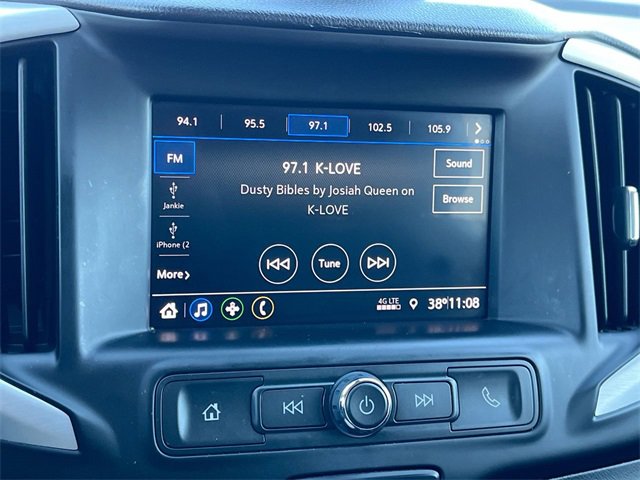 94.1 95.5 97.1 102.5 105.9
FM
97.1 K-LOVE
Sound
Dusty Bibles by Josiah Queen on
K-LOVE
Browse
Jankie
iPhone (2
Tune
More
4G LTE
38° 11:08